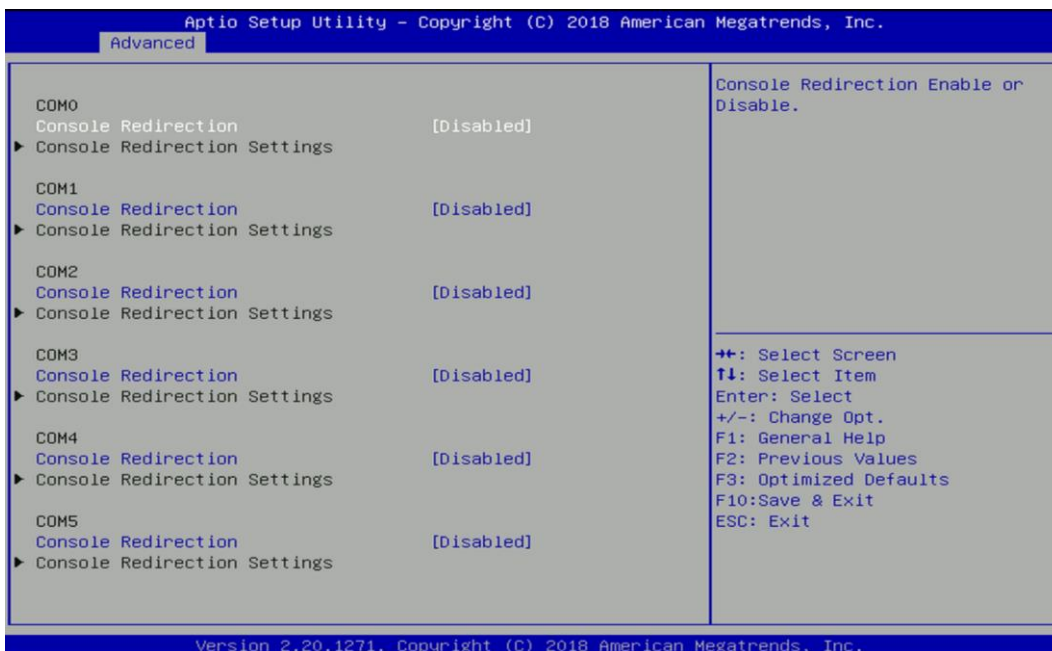 Aptio Setup Utility – Copyright (C) 2018 American Megatrends, Inc.
Advanced
COM0
Console Redirection [Disabled]
▶ Console Redirection Settings
COM1
Console Redirection [Disabled]
▶ Console Redirection Settings
COM2
Console Redirection [Disabled]
▶ Console Redirection Settings
COM3
Console Redirection [Disabled]
▶ Console Redirection Settings
COM4
Console Redirection [Disabled]
▶ Console Redirection Settings
COM5
Console Redirection [Disabled]
▶ Console Redirection Settings
Console Redirection Enable or
Disable.
→←: Select Screen
↑↓: Select Item
Enter: Select
+/-: Change Opt.
F1: General Help
F2: Previous Values
F3: Optimized Defaults
F10:Save & Exit
ESC: Exit
Version 2.20.1271. Copyright (C) 2018 American Megatrends, Inc.